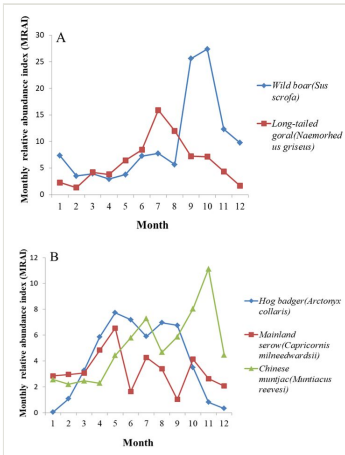 A
Monthly relative abundance index (MRAI)
30
25
20
15
10
5
0
1 2 3 4 5 6 7 8 9 10 11 12
Month
Wild boar(Sus
scrofa)
Long-tailed
goral(Naemorhed
us griseus)
B
Monthly relative abundance index (MRAI)
12
10
8
6
4
2
0
1 2 3 4 5 6 7 8 9 10 11 12
Month
Hog badger(Arctonyx
collaris)
Mainland
serow(Capricornis
milneedwardsii)
Chinese
muntjac(Muntiacus
reevesi)